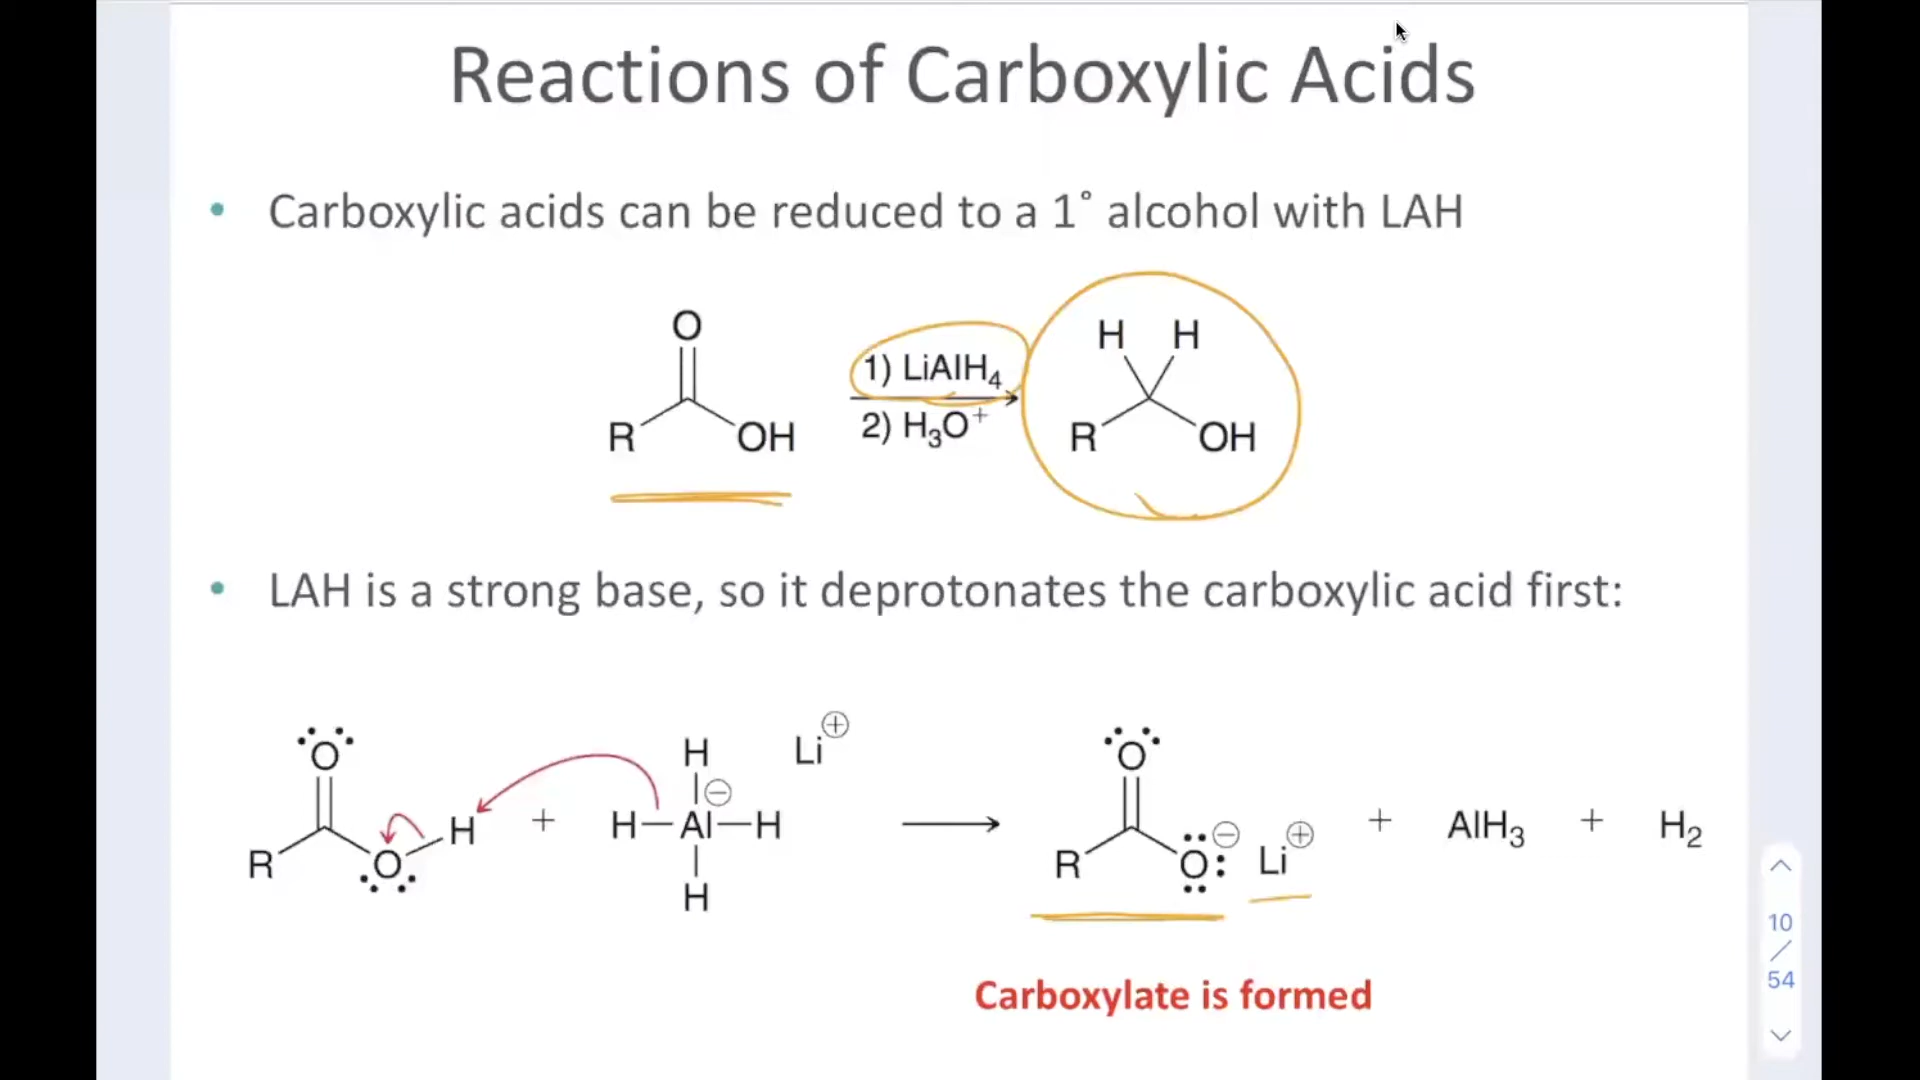 Reactions of Carboxylic Acids
• Carboxylic acids can be reduced to a 1˚ alcohol with LAH
O
R
OH
1) LiAlH₄
2) H₃O⁺
H H
R
OH
• LAH is a strong base, so it deprotonates the carboxylic acid first:
O
R
O
H
+
H
⊖
H—Al—H
H
Li⊕
O
R
O ⊖
Li⊕
+
AlH₃
+
H₂
Carboxylate is formed
10
/
54